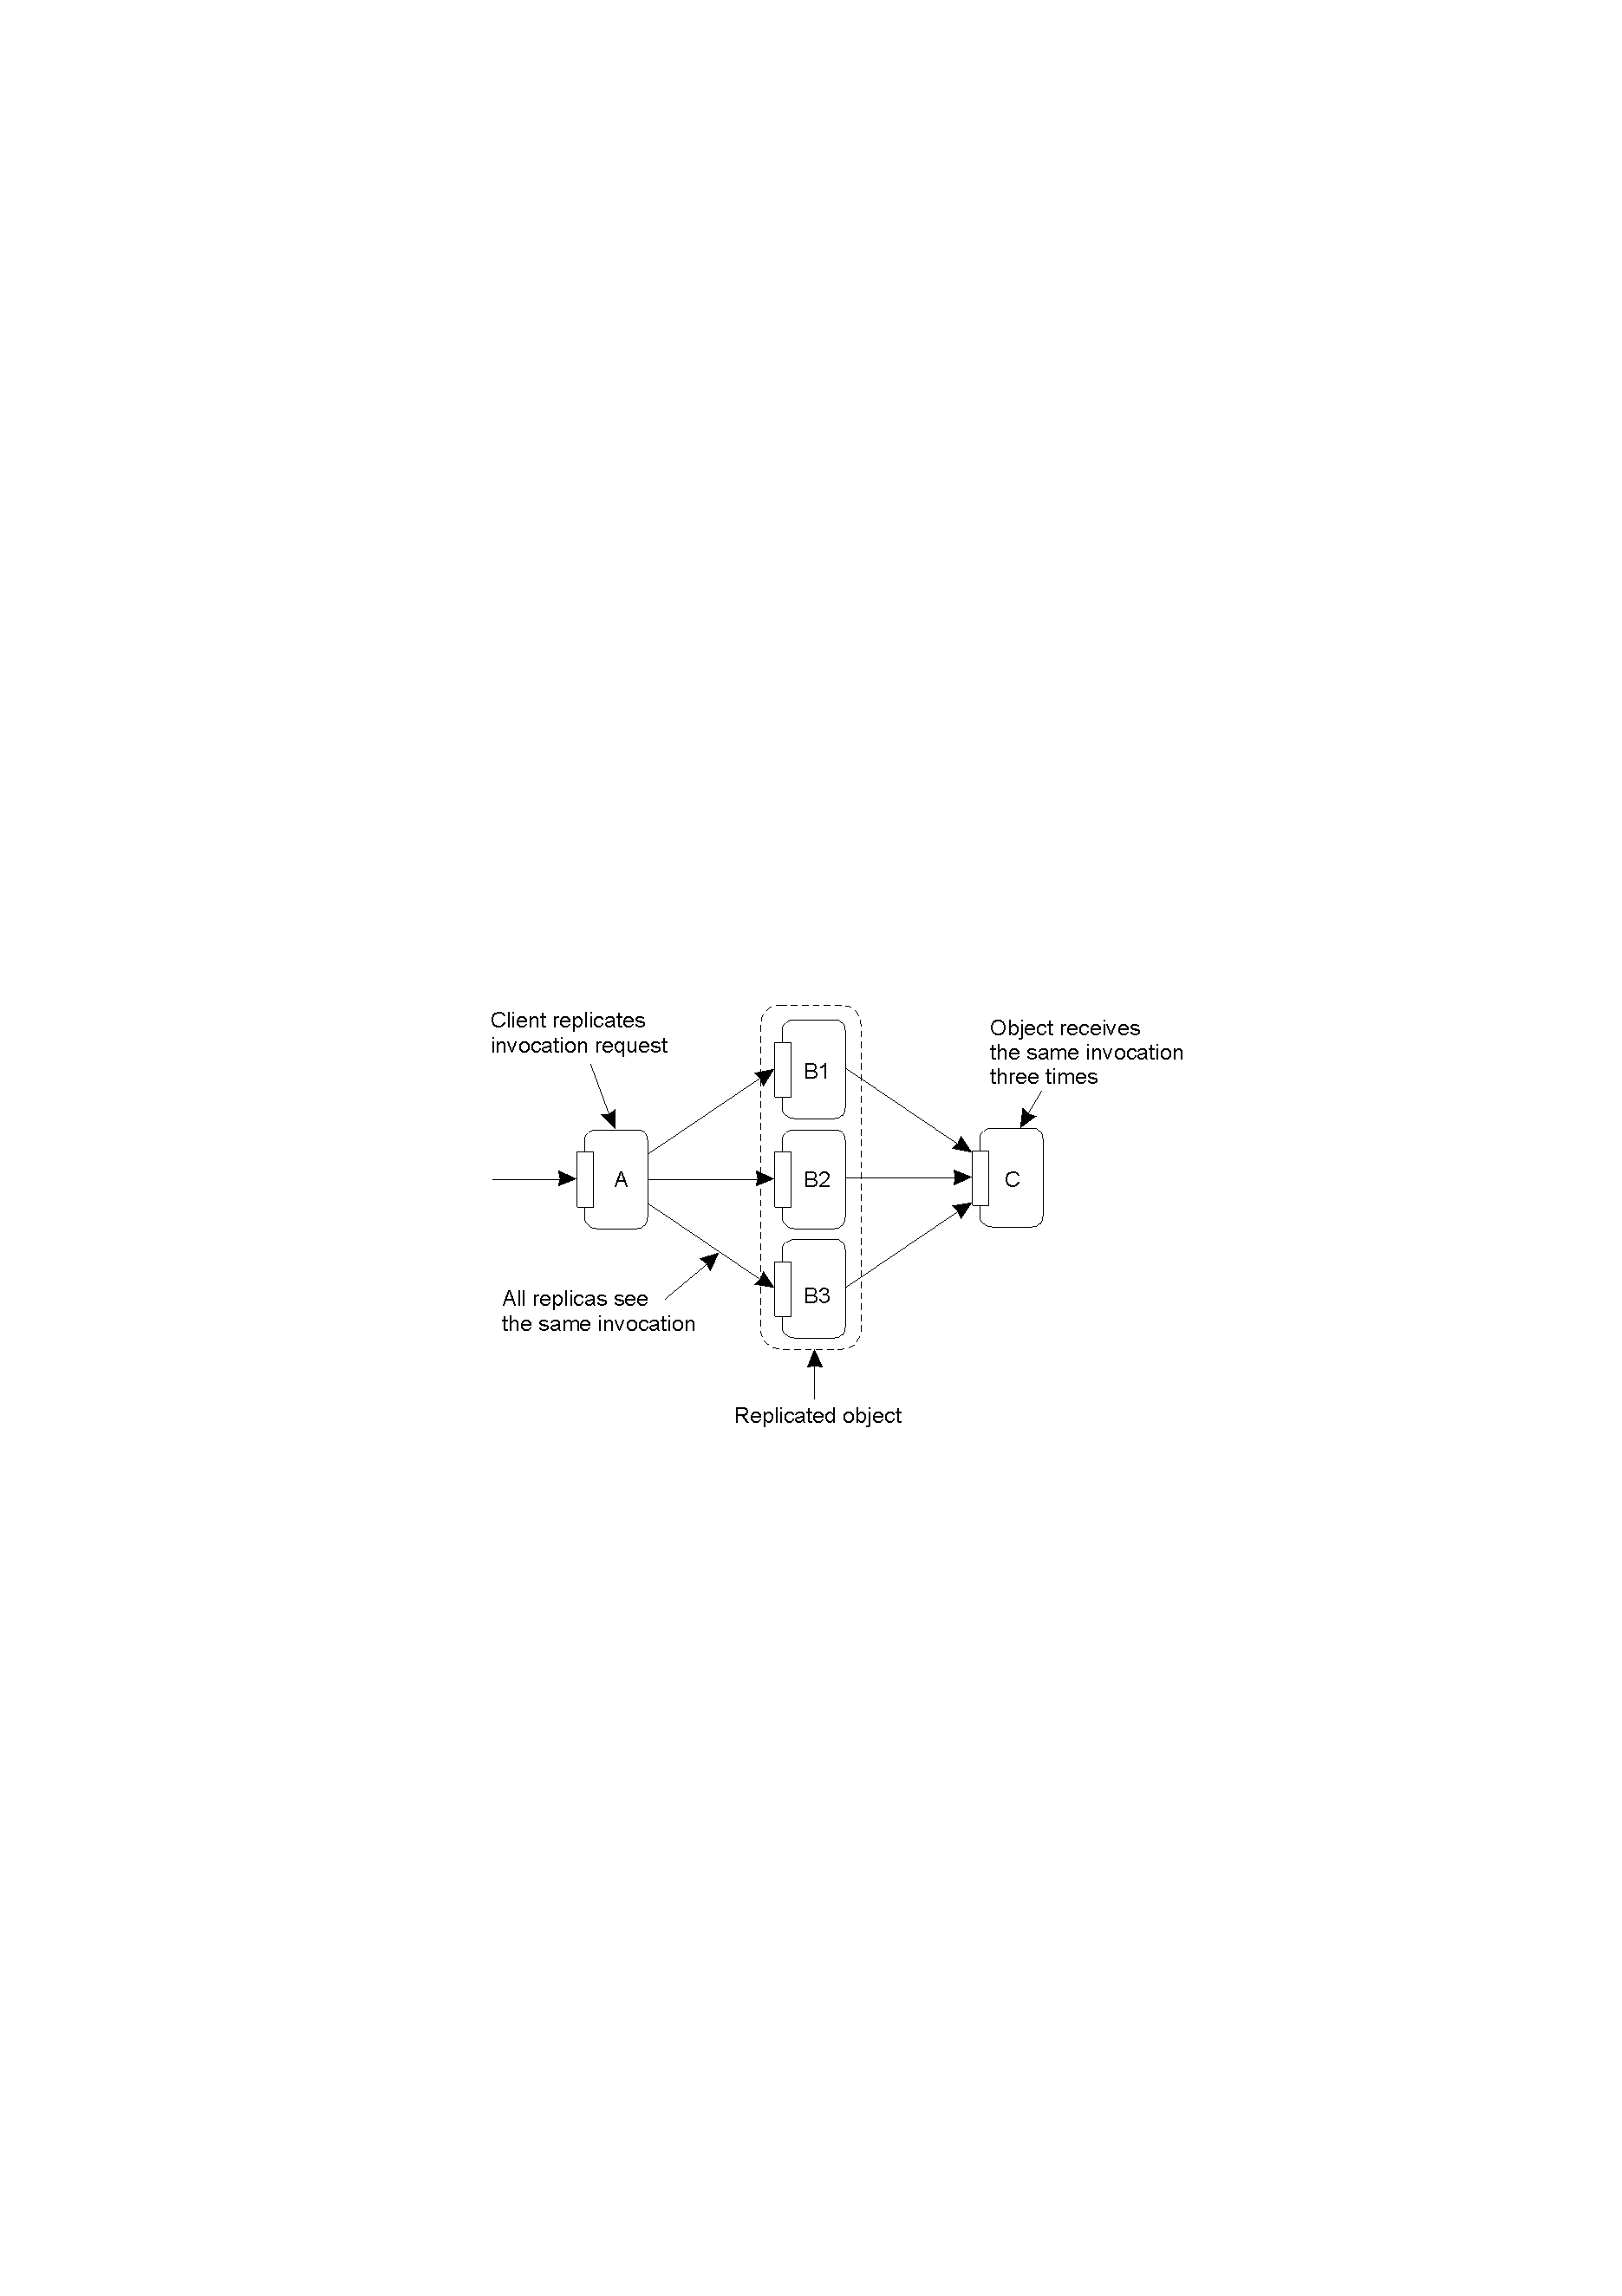 Client replicates
invocation request
Object receives
the same invocation
three times
B1
A
B2
C
B3
All replicas see
the same invocation
Replicated object